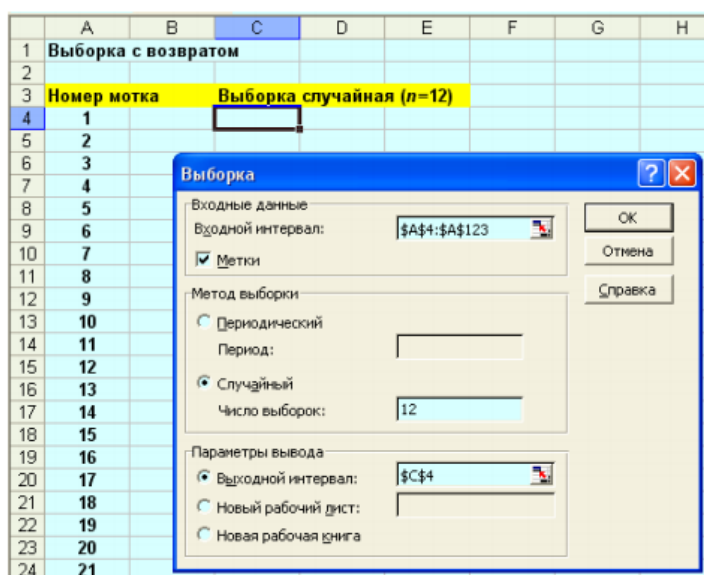 A B C D E F G H
1 Выборка с возвратом
2
3 Номер мотка Выборка случайная (n=12)
4 1
5 2
6 3
7 4
8 5
9 6
10 7
11 8
12 9
13 10
14 11
15 12
16 13
17 14
18 15
19 16
20 17
21 18
22 19
23 20
24 21
Выборка
Входные данные
Входной интервал: $A$4:$A$123
Метки
Метод выборки
Периодический
Период:
Случайный
Число выборок: 12
Параметры вывода
Выходной интервал: $C$4
Новый рабочий лист:
Новая рабочая книга
ОК
Отмена
Справка